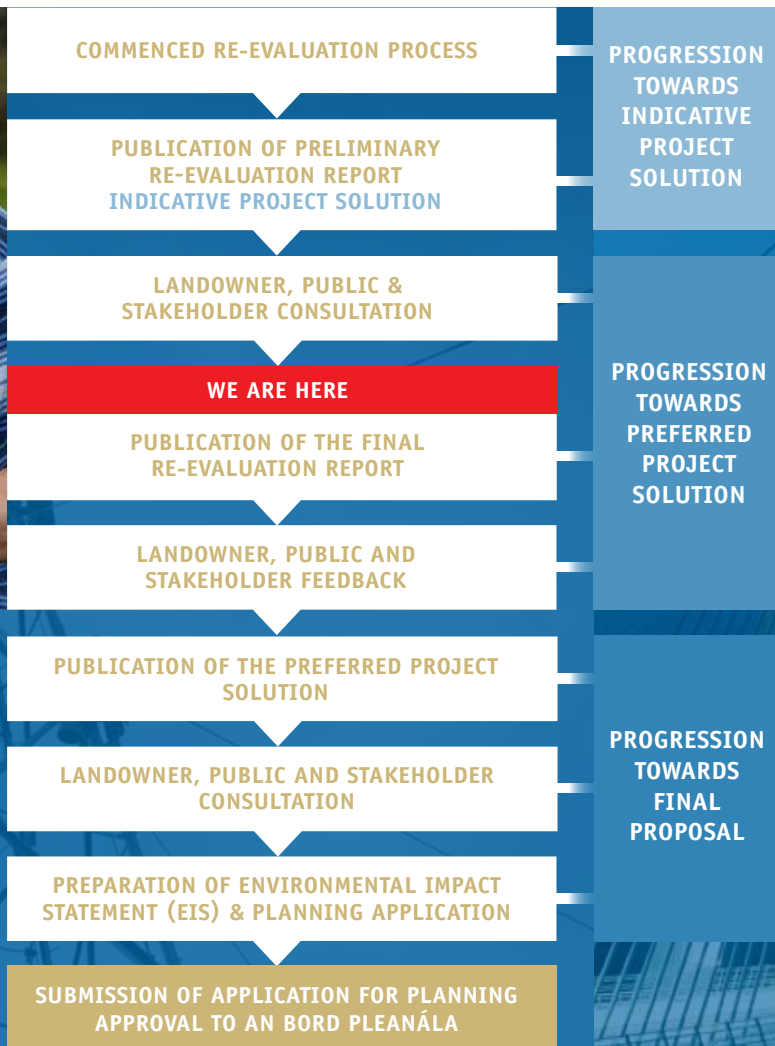 COMMENCED RE-EVALUATION PROCESS
PUBLICATION OF PRELIMINARY
RE-EVALUATION REPORT
INDICATIVE PROJECT SOLUTION
PROGRESSION
TOWARDS
INDICATIVE
PROJECT
SOLUTION
LANDOWNER, PUBLIC &
STAKEHOLDER CONSULTATION
WE ARE HERE
PUBLICATION OF THE FINAL
RE-EVALUATION REPORT
LANDOWNER, PUBLIC AND
STAKEHOLDER FEEDBACK
PROGRESSION
TOWARDS
PREFERRED
PROJECT
SOLUTION
PUBLICATION OF THE PREFERRED PROJECT
SOLUTION
LANDOWNER, PUBLIC AND STAKEHOLDER
CONSULTATION
PREPARATION OF ENVIRONMENTAL IMPACT
STATEMENT (EIS) & PLANNING APPLICATION
PROGRESSION
TOWARDS
FINAL
PROPOSAL
SUBMISSION OF APPLICATION FOR PLANNING
APPROVAL TO AN BORD PLEANÁLA